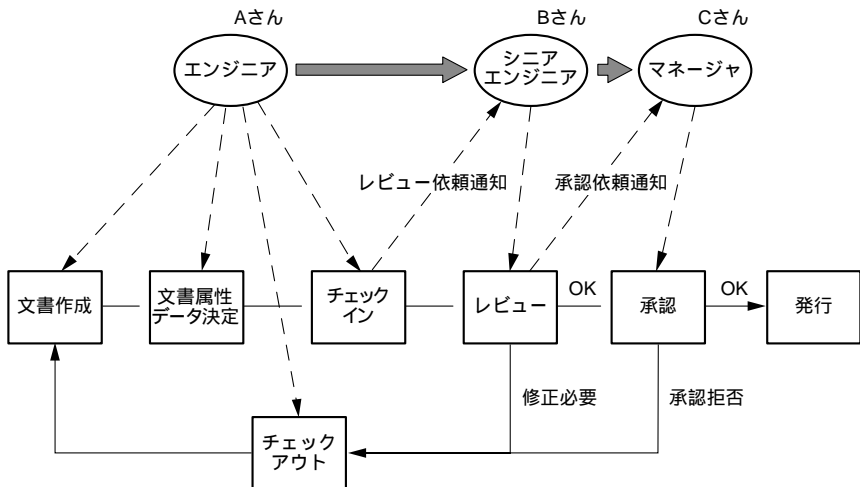 Aさん
Bさん
Cさん
エンジニア
シニア
エンジニア
マネージャ
レビュー依頼通知
承認依頼通知
文書作成
文書属性
データ決定
チェック
イン
レビュー
OK
承認
OK
発行
修正必要
承認拒否
チェック
アウト